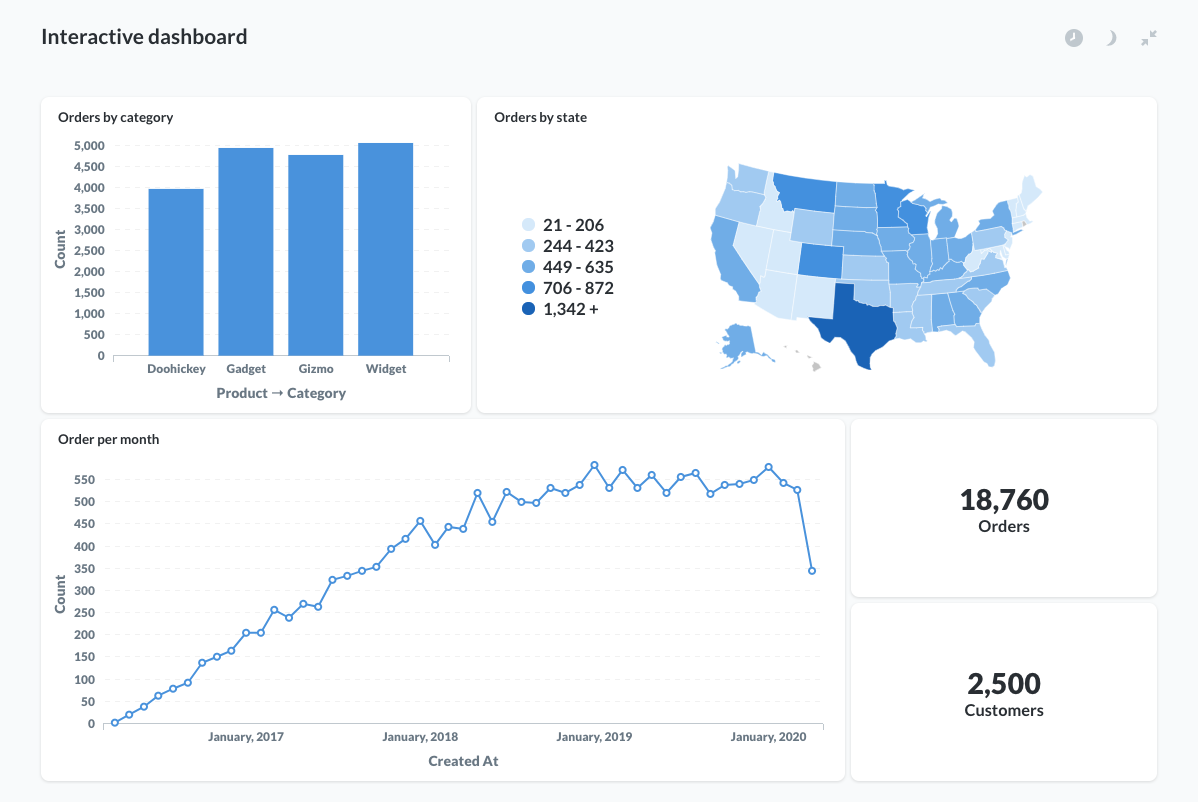 Interactive dashboard
Orders by category
5,000
4,500
4,000
3,500
3,000
2,500
2,000
1,500
1,000
500
0
Count
Doohickey Gadget Gizmo Widget
Product → Category
Orders by state
21 - 206
244 - 423
449 - 635
706 - 872
1,342 +
Order per month
550
500
450
400
350
300
250
200
150
100
50
0
Count
January, 2017 January, 2018 January, 2019 January, 2020
Created At
18,760
Orders
2,500
Customers